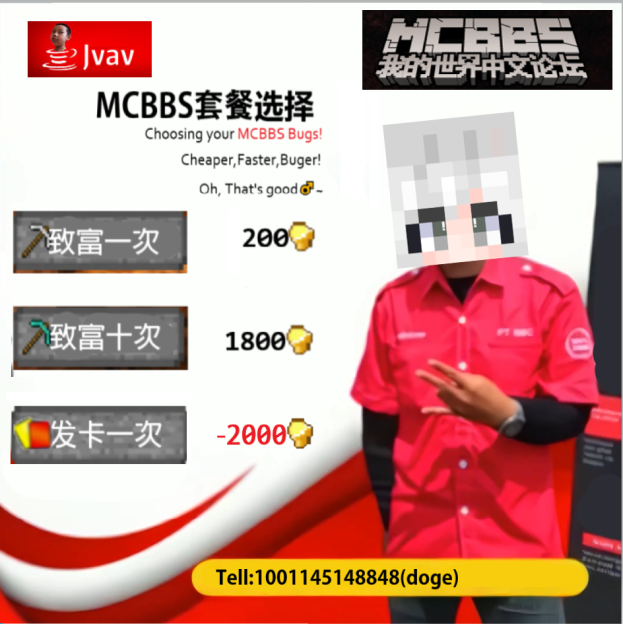 Jvav
MCBBS
我的世界中文论坛
MCBBS套餐选择
Choosing your MCBBS Bugs!
Cheaper,Faster,Buger!
Oh, That's good♂~
致富一次
200
致富十次
1800
发卡一次
-2000
Tell:1001145148848(doge)